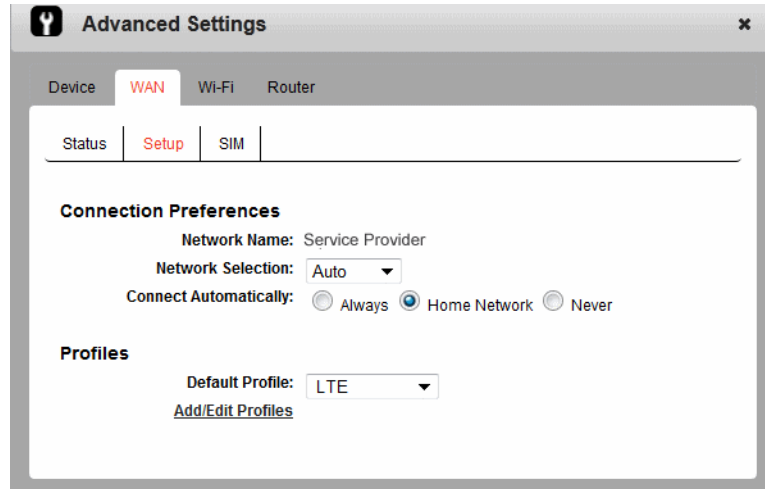 Advanced Settings
Device WAN Wi-Fi Router
Status Setup SIM
Connection Preferences
Network Name: Service Provider
Network Selection: Auto
Connect Automatically: Always Home Network Never
Profiles
Default Profile: LTE
Add/Edit Profiles